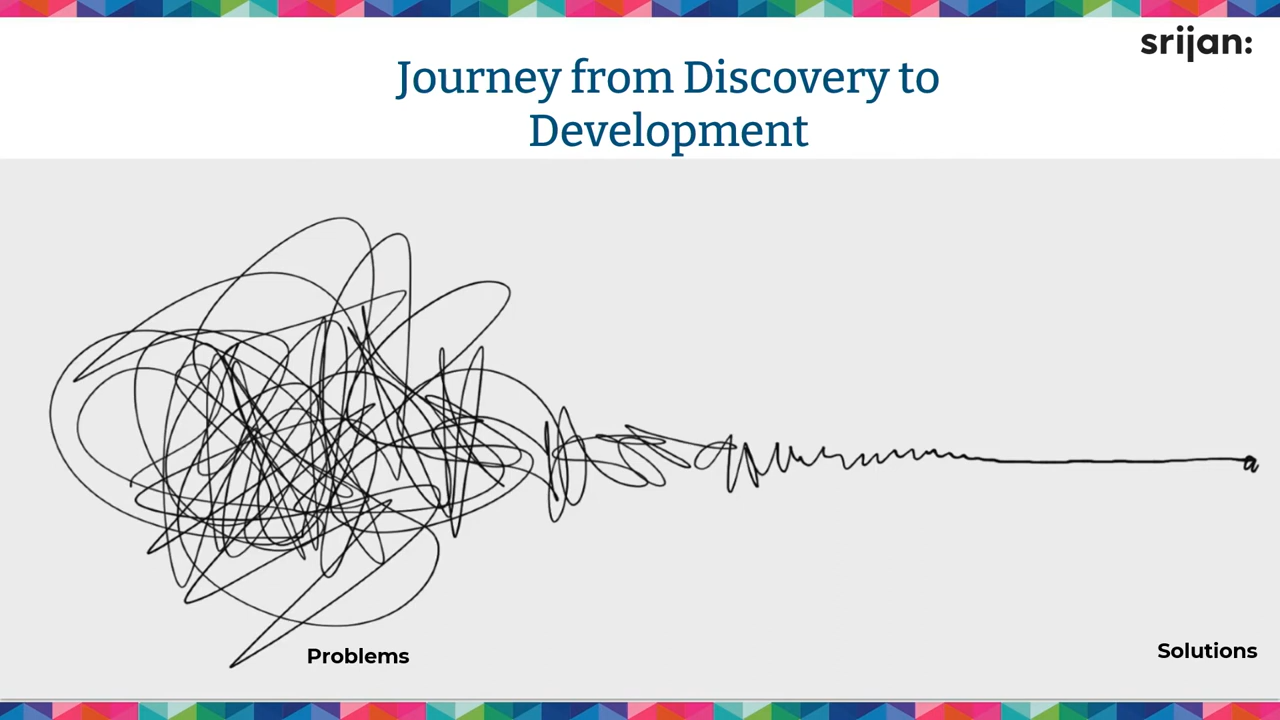 srijan:
Journey from Discovery to
Development
Problems
Solutions